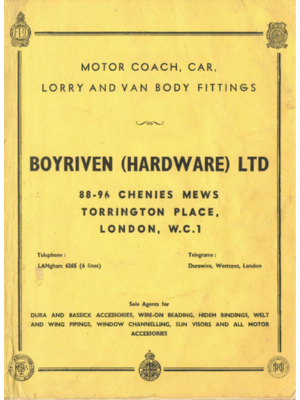 MOTOR COACH, CAR,
LORRY AND VAN BODY FITTINGS
BOYRIVEN (HARDWARE) LTD
88-96 CHENIES MEWS
TORRINGTON PLACE,
LONDON, W.C.1
Telephone :
LANgham 6265 (6 lines)
Telegrams :
Durawire, Westcent, London
Sole Agents for
DURA AND BASSICK ACCESSORIES, WIRE-ON BEADING, HIDEM BINDINGS, WELT
AND WING PIPINGS, WINDOW CHANNELLING, SUN VISORS AND ALL MOTOR
ACCESSORIES